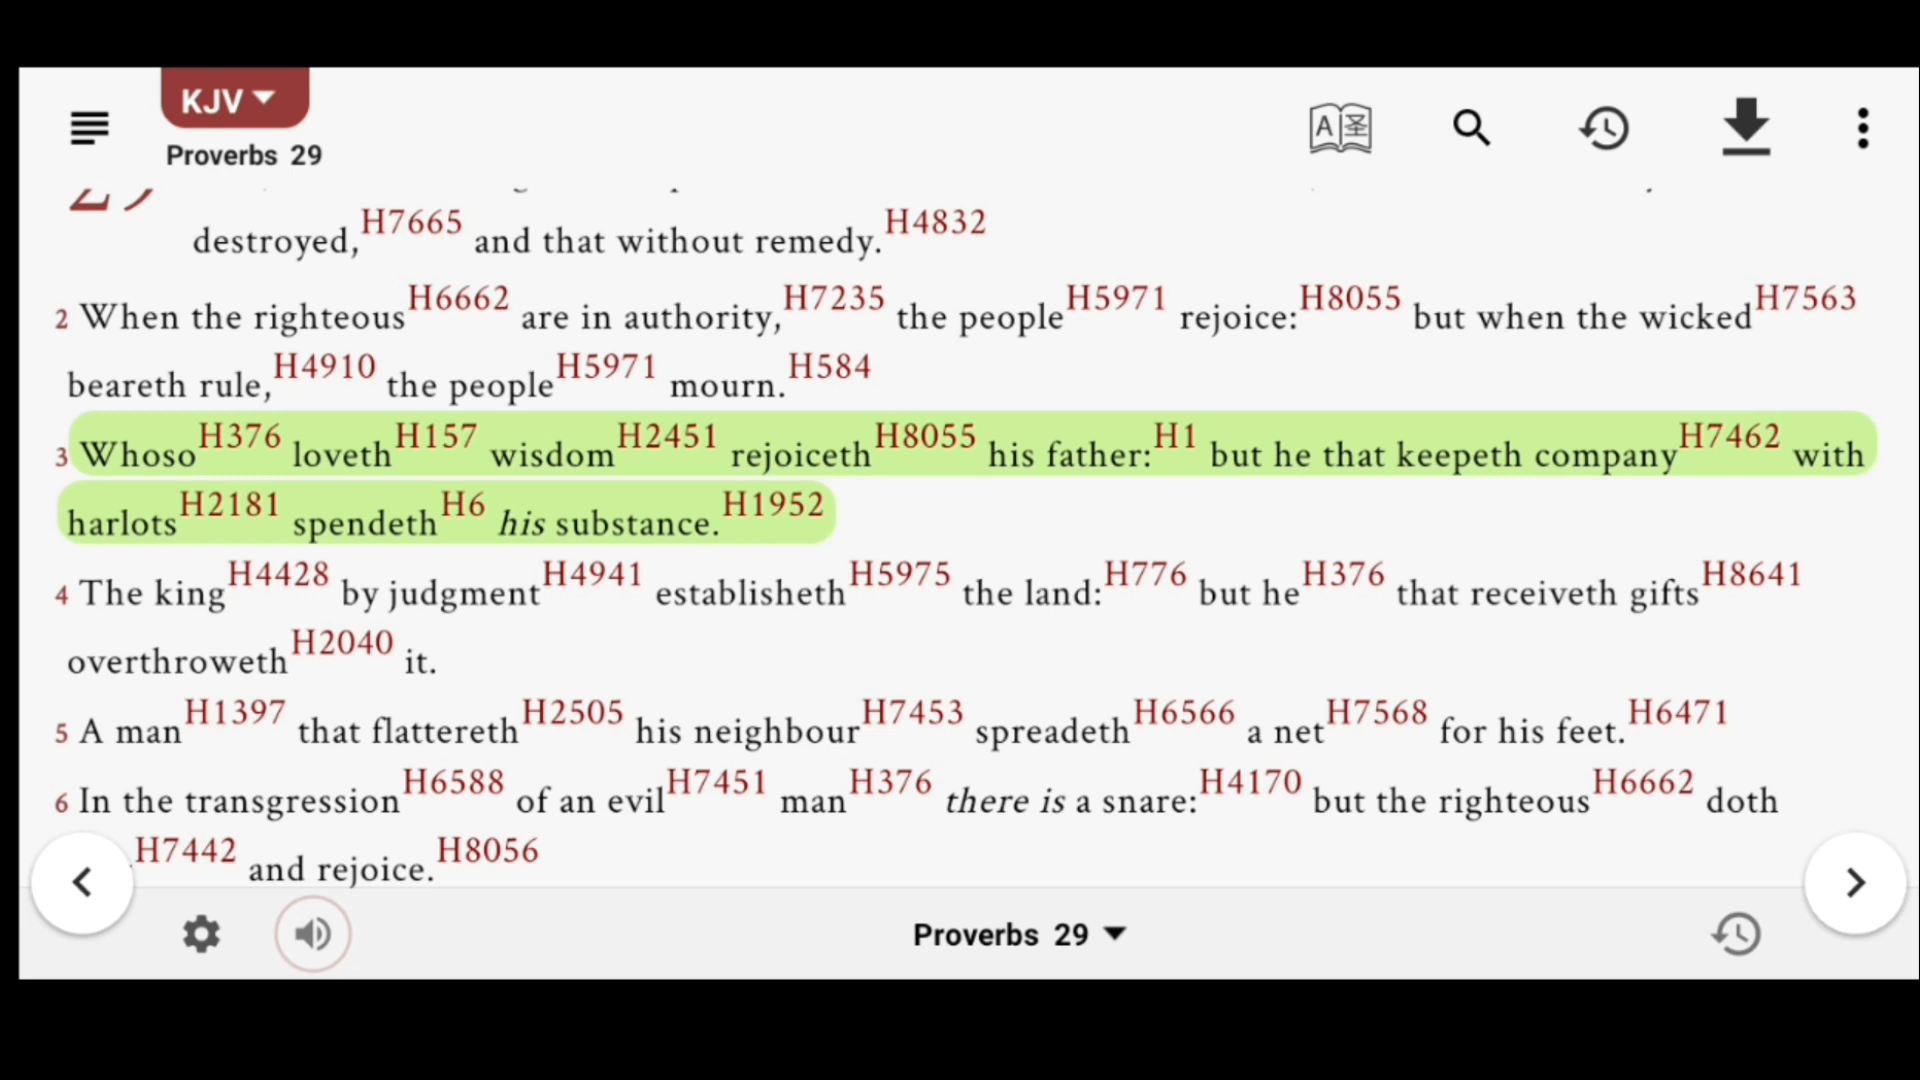 KJV
Proverbs 29
A 圣
destroyed,H7665 and that without remedy.H4832
2 When the righteousH6662 are in authority,H7235 the peopleH5971 rejoice:H8055 but when the wickedH7563
beareth rule,H4910 the peopleH5971 mourn.H584
3 WhosoH376 lovethH157 wisdomH2451 rejoicethH8055 his father:H1 but he that keepeth companyH7462 with
harlotsH2181 spendethH6 his substance.H1952
4 The kingH4428 by judgmentH4941 establishethH5975 the land:H776 but heH376 that receiveth giftsH8641
overthrowethH2040 it.
5 A manH1397 that flatterethH2505 his neighbourH7453 spreadethH6566 a netH7568 for his feet.H6471
6 In the transgressionH6588 of an evilH7451 manH376 there is a snare:H4170 but the righteousH6662 doth
H7442 and rejoice.H8056
Proverbs 29